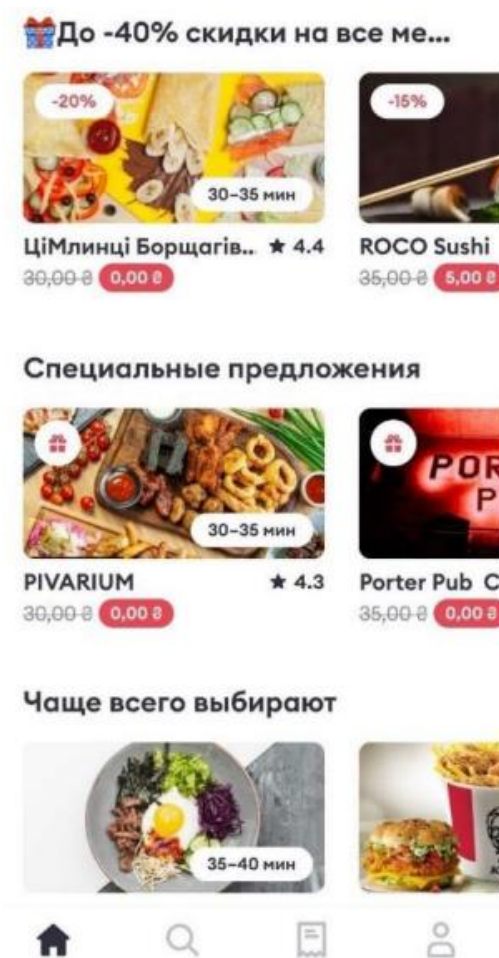 До -40% скидки на все ме...
-20%
-15%
30-35 мин
ЦіМлинці Борщагів.. ★ 4.4
ROCO Sushi
30,00 ₴ 0,00 ₴
35,00 ₴ 5,00 ₴
Специальные предложения
POR
P
30-35 мин
PIVARIUM ★ 4.3
Porter Pub C
30,00 ₴ 0,00 ₴
35,00 ₴ 0,00 ₴
Чаще всего выбирают
35-40 мин